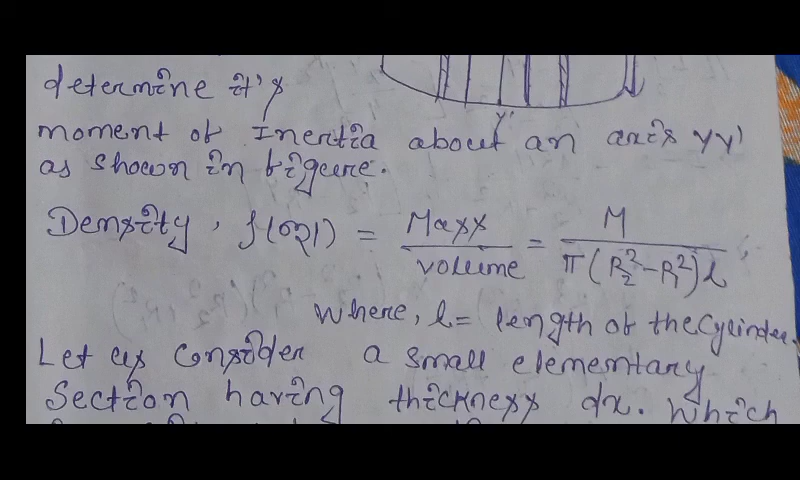 Y'
determine it's
moment of Inertia about an axis YY'
as shown in figure.
Density, ʃ(rho) = Mass/volume = M/π(R₂²-R₁²)l
Where, l = length of the cylinder.
Let us consider a small elementary
Section having thickness dx. Which